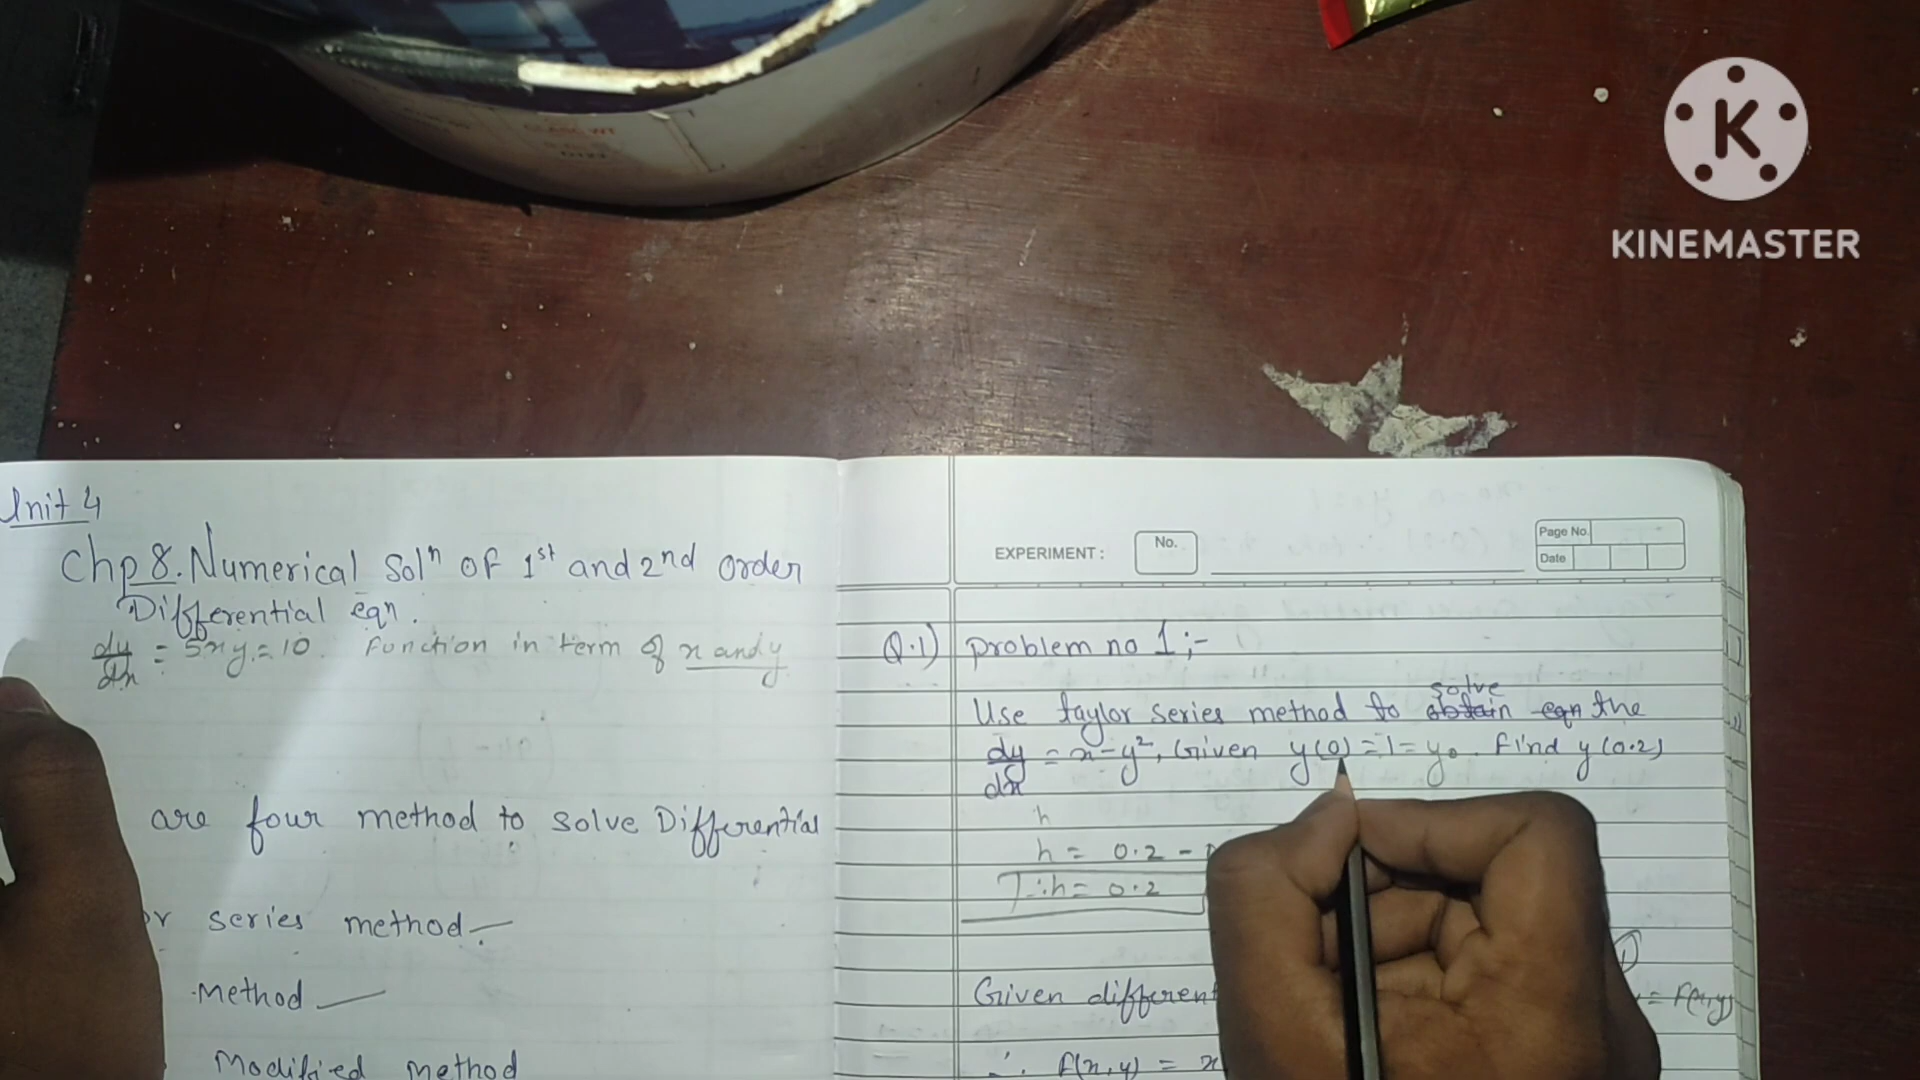 KINEMASTER
Unit 4
Chp 8. Numerical Solⁿ of 1st and 2nd Order
Differential eqn.
dy/dx = 5xy = 10. Function in term of x and y
are four method to solve Differential
series method
Method
Modified method
EXPERIMENT :
No.
Page No.
Date
Q.1) Problem no 1 ;-
solve
Use taylor series method to obtain eqn the
dy/dx = x - y², Given y(0) = 1 = y₀. Find y(0.2)
h
h = 0.2 -
∴ h = 0.2
Given different
= F(x,y)
∴ f(x,y) = x